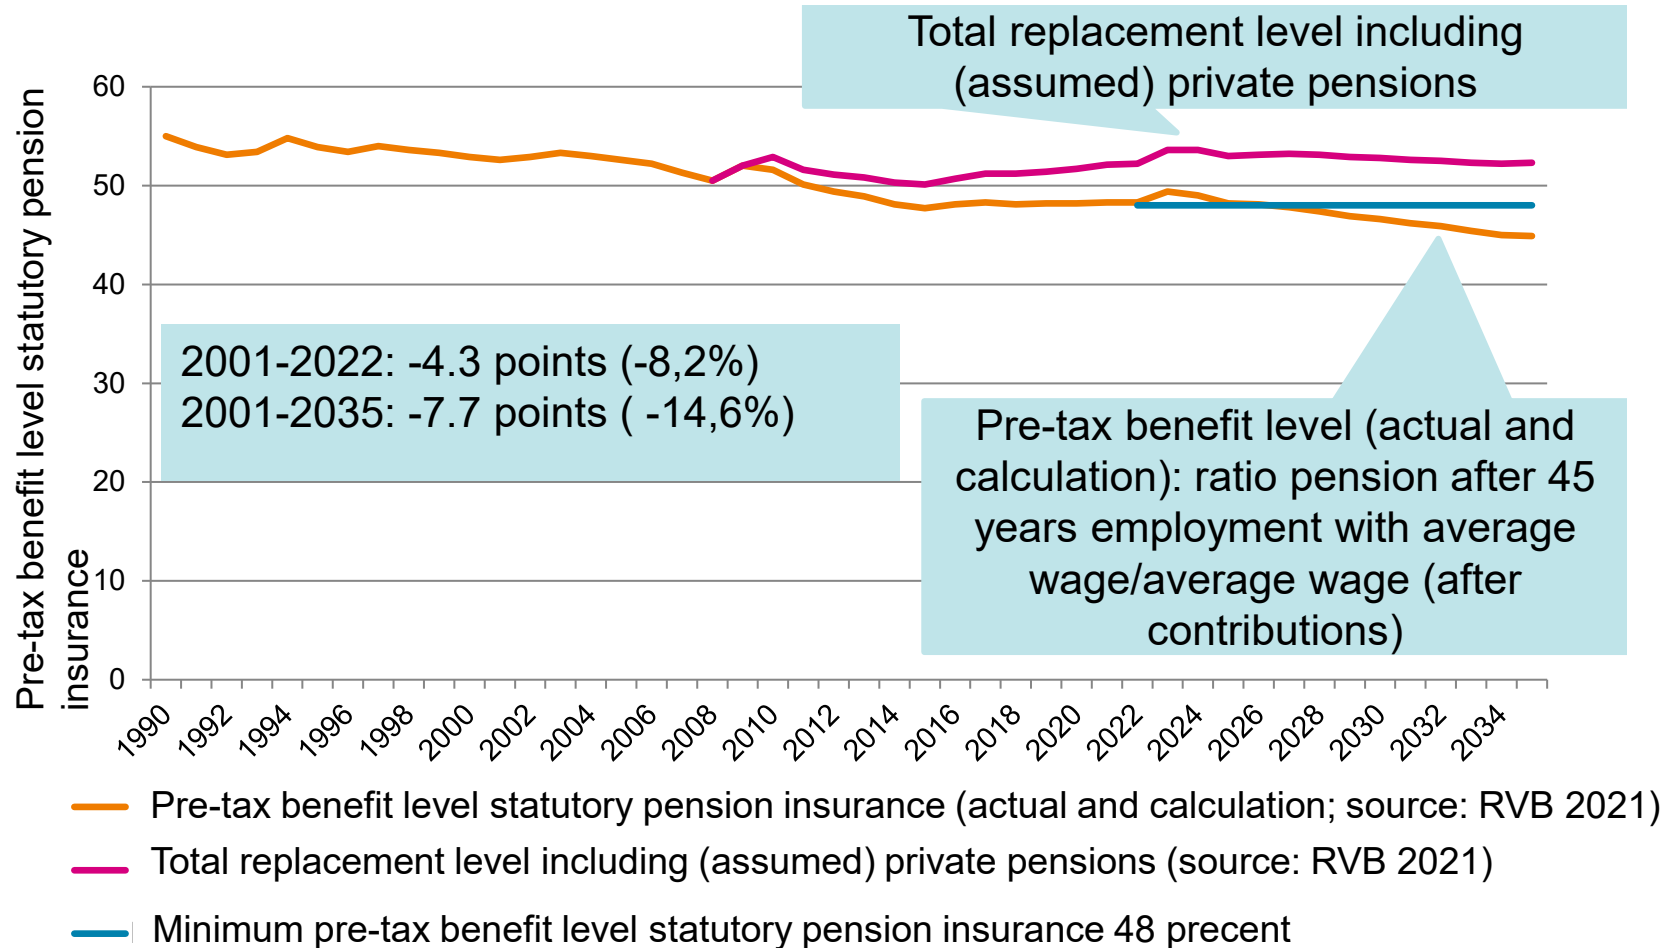 Total replacement level including
(assumed) private pensions
Pre-tax benefit level statutory pension
insurance
60
50
40
30
20
10
0
2001-2022: -4.3 points (-8,2%)
2001-2035: -7.7 points ( -14,6%)
Pre-tax benefit level (actual and
calculation): ratio pension after 45
years employment with average
wage/average wage (after
contributions)
1990
1992
1994
1996
1998
2000
2002
2004
2006
2008
2010
2012
2014
2016
2018
2020
2022
2024
2026
2028
2030
2032
2034
Pre-tax benefit level statutory pension insurance (actual and calculation; source: RVB 2021)
Total replacement level including (assumed) private pensions (source: RVB 2021)
Minimum pre-tax benefit level statutory pension insurance 48 precent